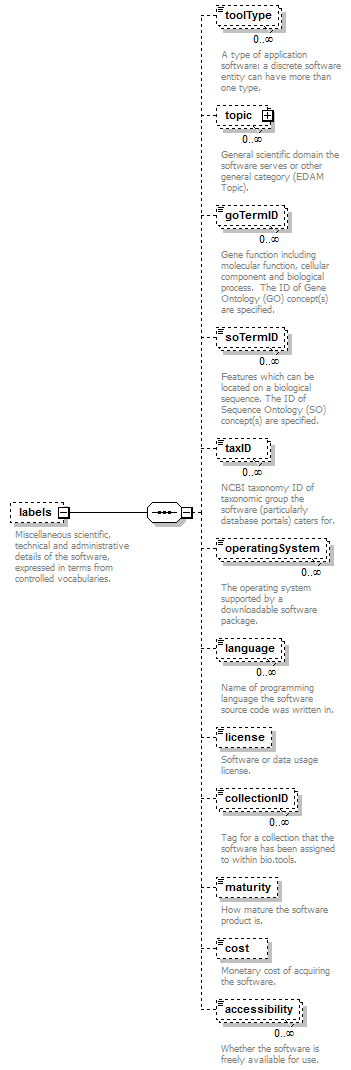 toolType
0..∞
A type of application
software: a discrete software
entity can have more than
one type.
topic
0..∞
General scientific domain the
software serves or other
general category (EDAM
Topic).
goTermID
0..∞
Gene function including
molecular function, cellular
component and biological
process.  The ID of Gene
Ontology (GO) concept(s)
are specified.
soTermID
0..∞
Features which can be
located on a biological
sequence. The ID of
Sequence Ontology (SO)
concept(s) are specified.
taxID
0..∞
NCBI taxonomy ID of
taxonomic group the
software (particularly
database portals) caters for.
labels
Miscellaneous scientific,
technical and administrative
details of the software,
expressed in terms from
controlled vocabularies.
operatingSystem
0..∞
The operating system
supported by a
downloadable software
package.
language
0..∞
Name of programming
language the software
source code was written in.
license
Software or data usage
license.
collectionID
0..∞
Tag for a collection that the
software has been assigned
to within bio.tools.
maturity
How mature the software
product is.
cost
Monetary cost of acquiring
the software.
accessibility
0..∞
Whether the software is
freely available for use.